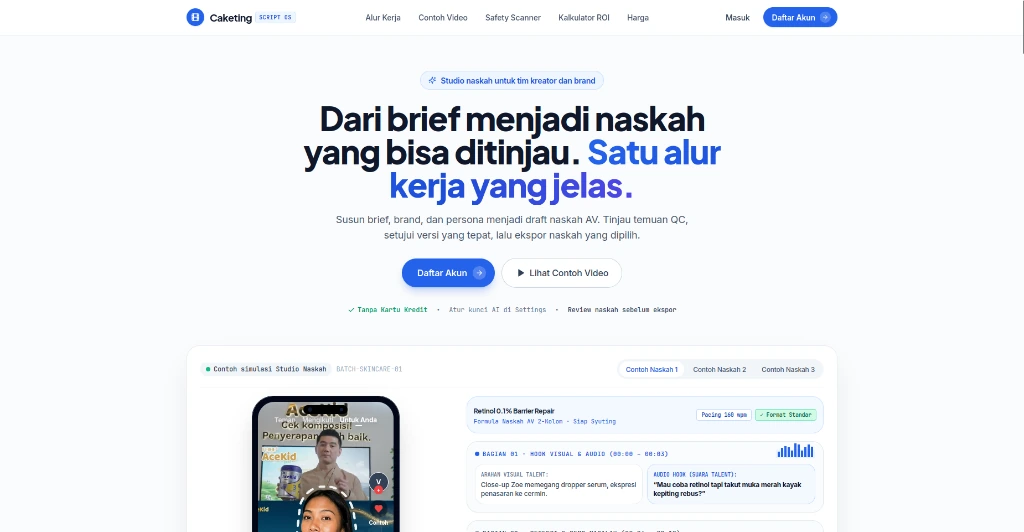 Caketing SCRIPT OS
Alur Kerja Contoh Video Safety Scanner Kalkulator ROI Harga
Masuk Daftar Akun →
Studio naskah untuk tim kreator dan brand
Dari brief menjadi naskah
yang bisa ditinjau. Satu alur
kerja yang jelas.
Susun brief, brand, dan persona menjadi draft naskah AV. Tinjau temuan QC,
setujui versi yang tepat, lalu ekspor naskah yang dipilih.
Daftar Akun → ▶ Lihat Contoh Video
✓ Tanpa Kartu Kredit • Atur kunci AI di Settings • Review naskah sebelum ekspor
Contoh simulasi Studio Naskah BATCH-SKINCARE-01
Contoh Naskah 1 Contoh Naskah 2 Contoh Naskah 3
AceKid
Untuk Anda
Cek komposisi!
Penyerapan baik.
AceKid
V
Contoh
Retinol 0.1% Barrier Repair
Formula Naskah AV 2-Kolom · Siap Syuting
Pacing 160 wpm ✓ Format Standar
BAGIAN 01 · HOOK VISUAL & AUDIO (00:00 - 00:03)
ARAHAN VISUAL TALENT:
Close-up Zoe memegang dropper serum, ekspresi
penasaran ke cermin.
AUDIO HOOK (SUARA TALENT):
"Mau coba retinol tapi takut muka merah kayak
kepiting rebus?"